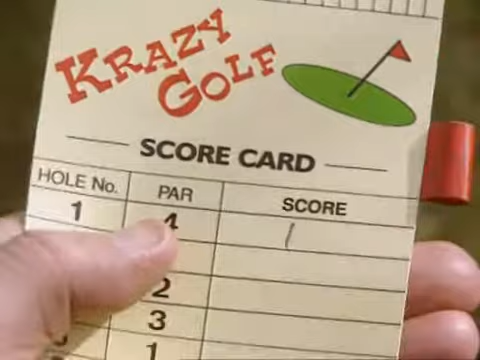 KRAZY
GOLF
SCORE CARD
HOLE No. PAR SCORE
1 4 1
2
3
1